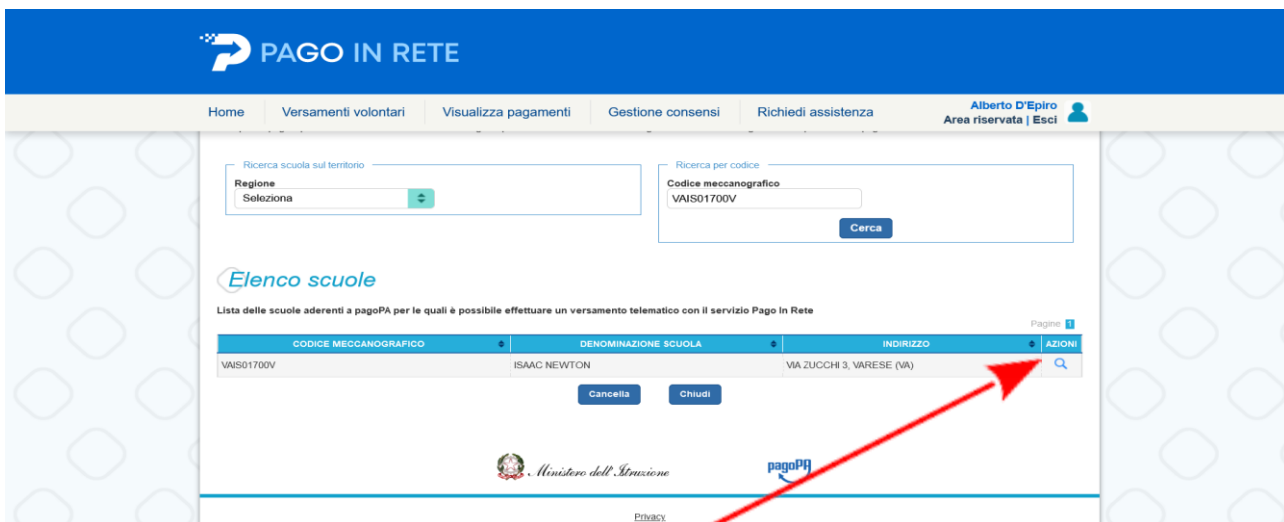 PAGO IN RETE
Home Versamenti volontari Visualizza pagamenti Gestione consensi Richiedi assistenza
Alberto D'Epiro
Area riservata | Esci
Ricerca scuola sul territorio
Regione
Seleziona
Ricerca per codice
Codice meccanografico
VAIS01700V
Cerca
Elenco scuole
Lista delle scuole aderenti a pagoPA per le quali è possibile effettuare un versamento telematico con il servizio Pago In Rete
Pagine 1
CODICE MECCANOGRAFICO DENOMINAZIONE SCUOLA INDIRIZZO AZIONI
VAIS01700V ISAAC NEWTON VIA ZUCCHI 3, VARESE (VA)
Cancella Chiudi
Ministero dell'Istruzione
pagoPA
Privacy